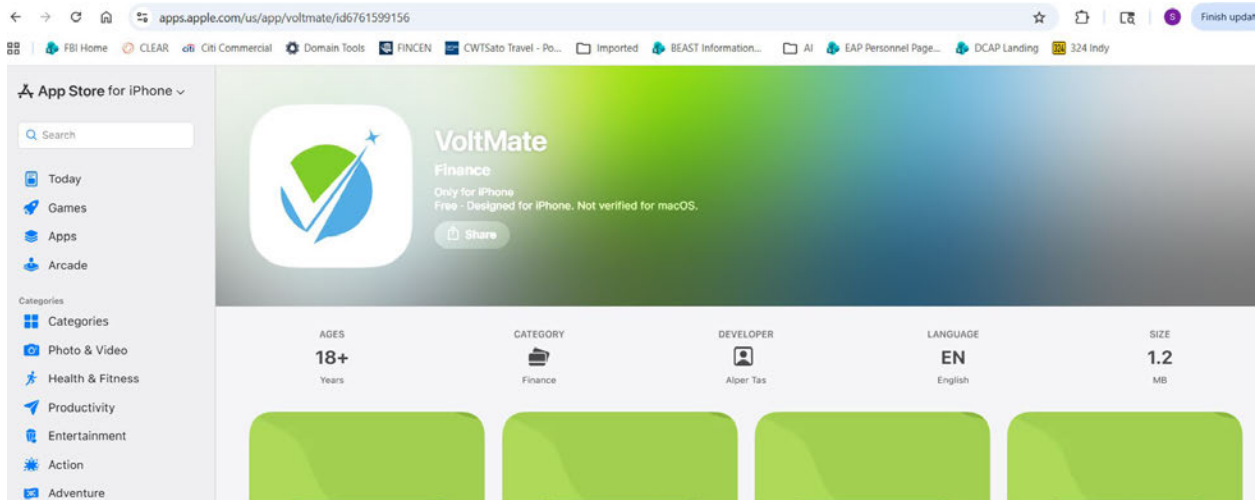 apps.apple.com/us/app/voltmate/id6761599156
Finish updat
FBI Home CLEAR citi Citi Commercial Domain Tools FINCEN CWTSato Travel - Po... Imported BEAST Information... AI EAP Personnel Page... DCAP Landing 324 324 Indy
App Store for iPhone
Search
Today
Games
Apps
Arcade
Categories
Categories
Photo & Video
Health & Fitness
Productivity
Entertainment
Action
Adventure
VoltMate
Finance
Only for iPhone
Free · Designed for iPhone. Not verified for macOS.
Share
AGES CATEGORY DEVELOPER LANGUAGE SIZE
18+ EN 1.2
Years Finance Alper Tas English MB